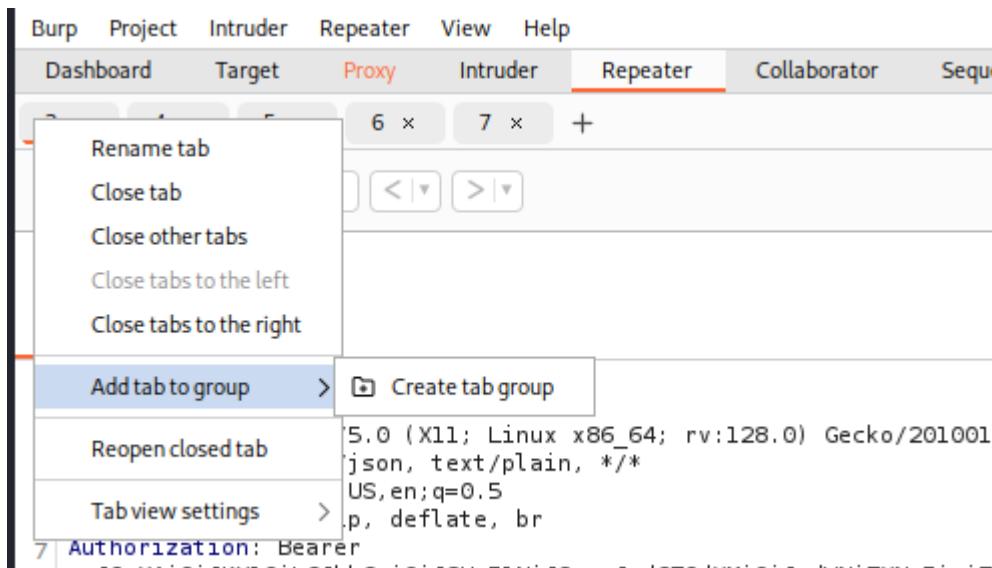 Burp Project Intruder Repeater View Help
Dashboard Target Proxy Intruder Repeater Collaborator
6 × 7 × +
Rename tab
Close tab
< >
Close other tabs
Close tabs to the left
Close tabs to the right
Add tab to group > Create tab group
5.0 (X11; Linux x86_64; rv:128.0) Gecko/201001
Reopen closed tab
json, text/plain, */*
US,en;q=0.5
Tab view settings >
p, deflate, br
7 Authorization: Bearer